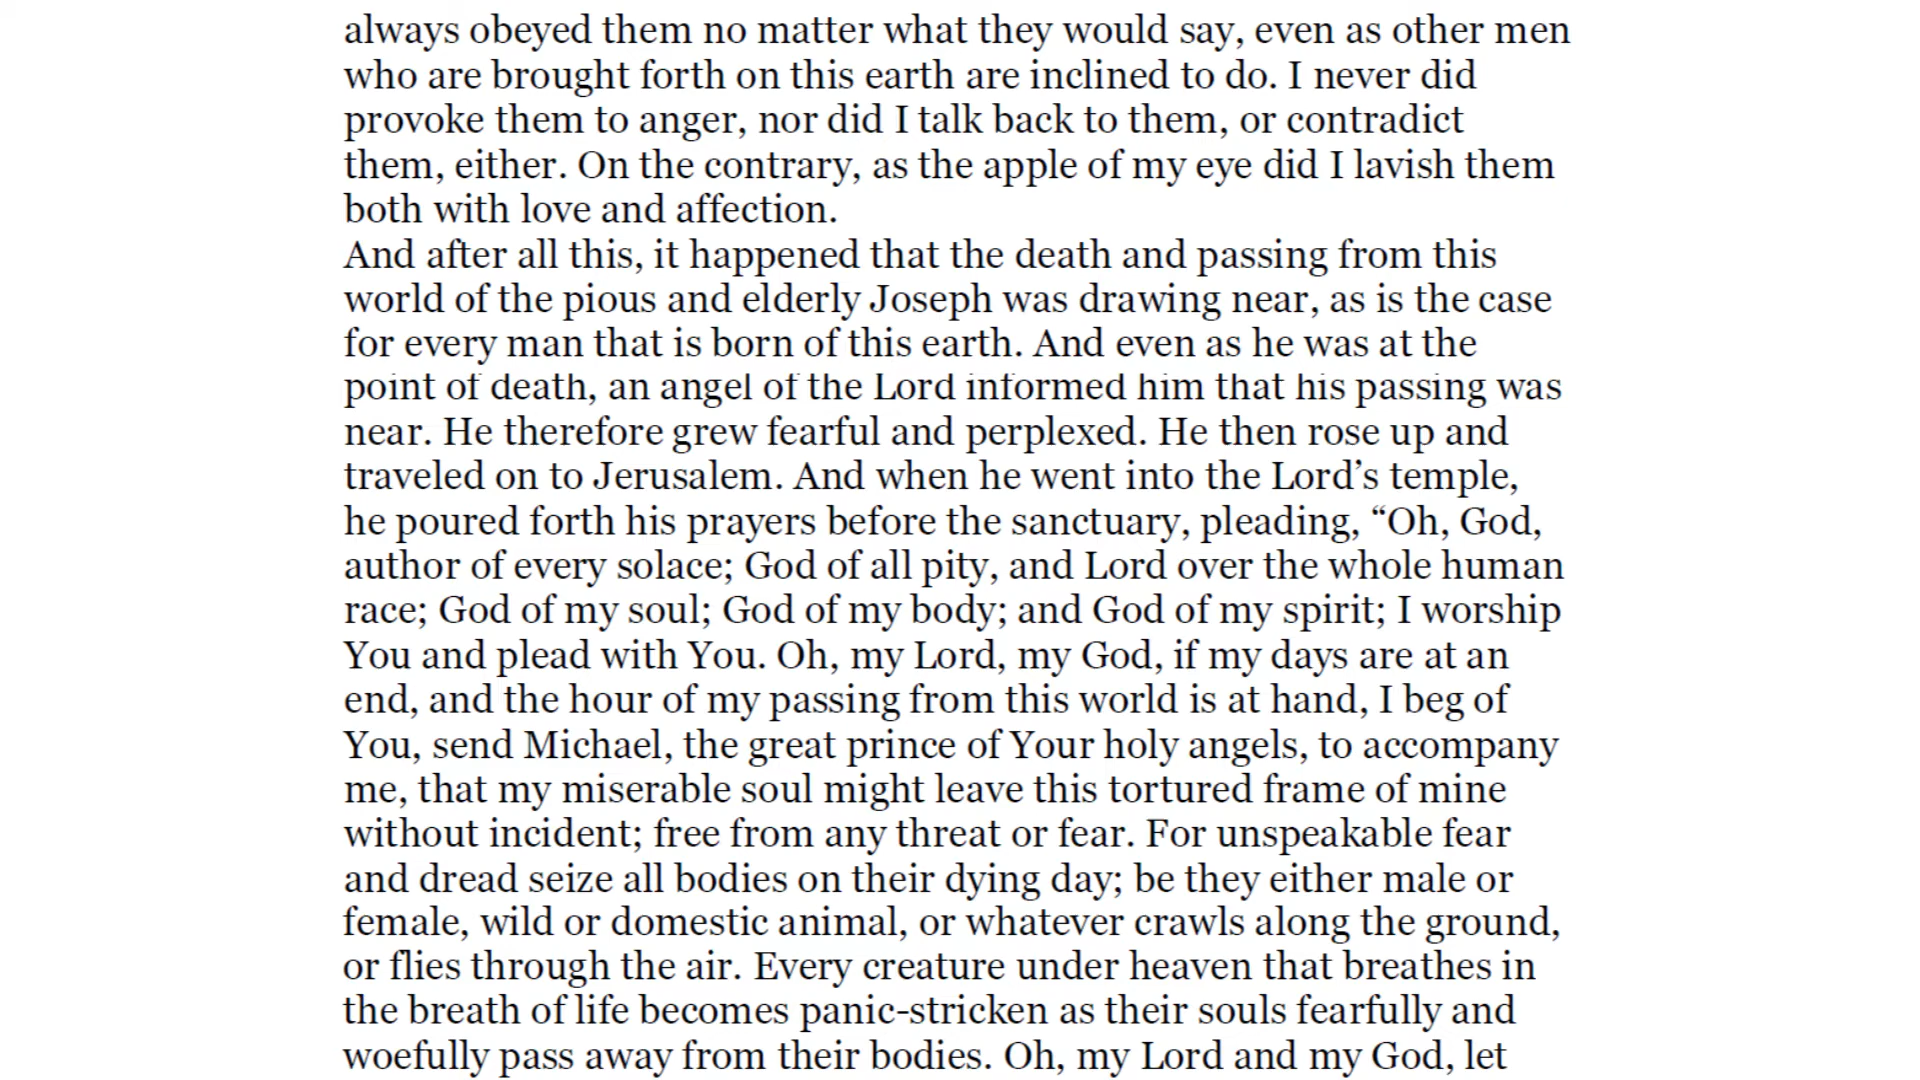 always obeyed them no matter what they would say, even as other men
who are brought forth on this earth are inclined to do. I never did
provoke them to anger, nor did I talk back to them, or contradict
them, either. On the contrary, as the apple of my eye did I lavish them
both with love and affection.
And after all this, it happened that the death and passing from this
world of the pious and elderly Joseph was drawing near, as is the case
for every man that is born of this earth. And even as he was at the
point of death, an angel of the Lord informed him that his passing was
near. He therefore grew fearful and perplexed. He then rose up and
traveled on to Jerusalem. And when he went into the Lord’s temple,
he poured forth his prayers before the sanctuary, pleading, “Oh, God,
author of every solace; God of all pity, and Lord over the whole human
race; God of my soul; God of my body; and God of my spirit; I worship
You and plead with You. Oh, my Lord, my God, if my days are at an
end, and the hour of my passing from this world is at hand, I beg of
You, send Michael, the great prince of Your holy angels, to accompany
me, that my miserable soul might leave this tortured frame of mine
without incident; free from any threat or fear. For unspeakable fear
and dread seize all bodies on their dying day; be they either male or
female, wild or domestic animal, or whatever crawls along the ground,
or flies through the air. Every creature under heaven that breathes in
the breath of life becomes panic-stricken as their souls fearfully and
woefully pass away from their bodies. Oh, my Lord and my God, let